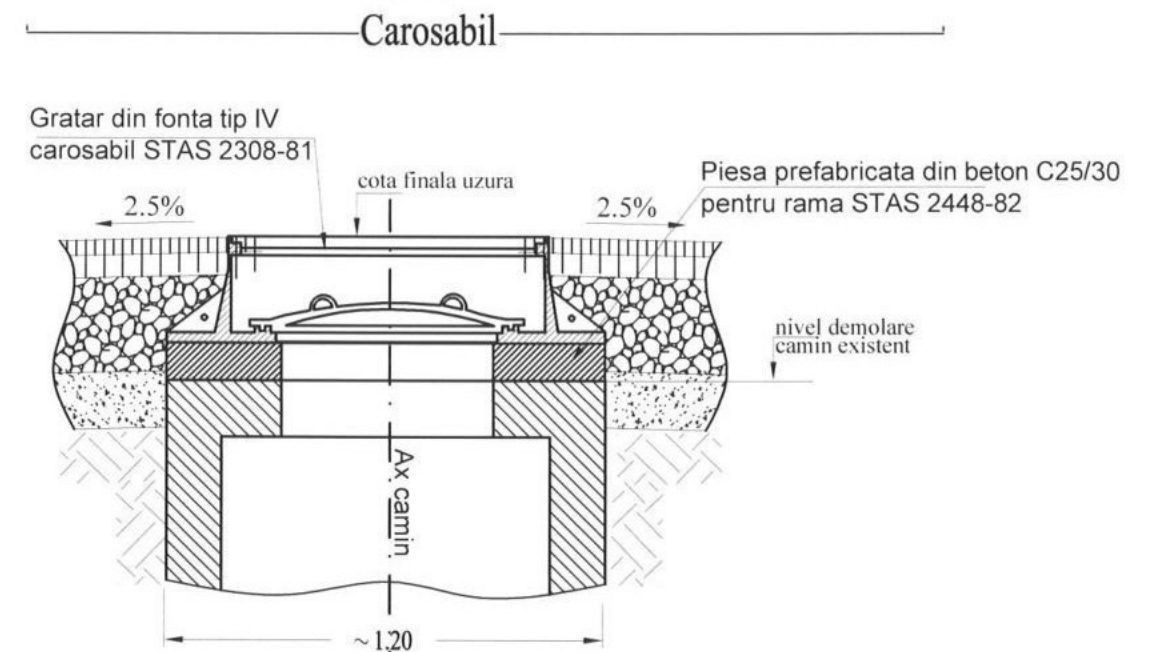 Carosabil
Gratar din fonta tip IV
carosabil STAS 2308-81
cota finala uzura
Piesa prefabricata din beton C25/30
pentru rama STAS 2448-82
2.5%
2.5%
nivel demolare
camin existent
Ax camin
~1,20